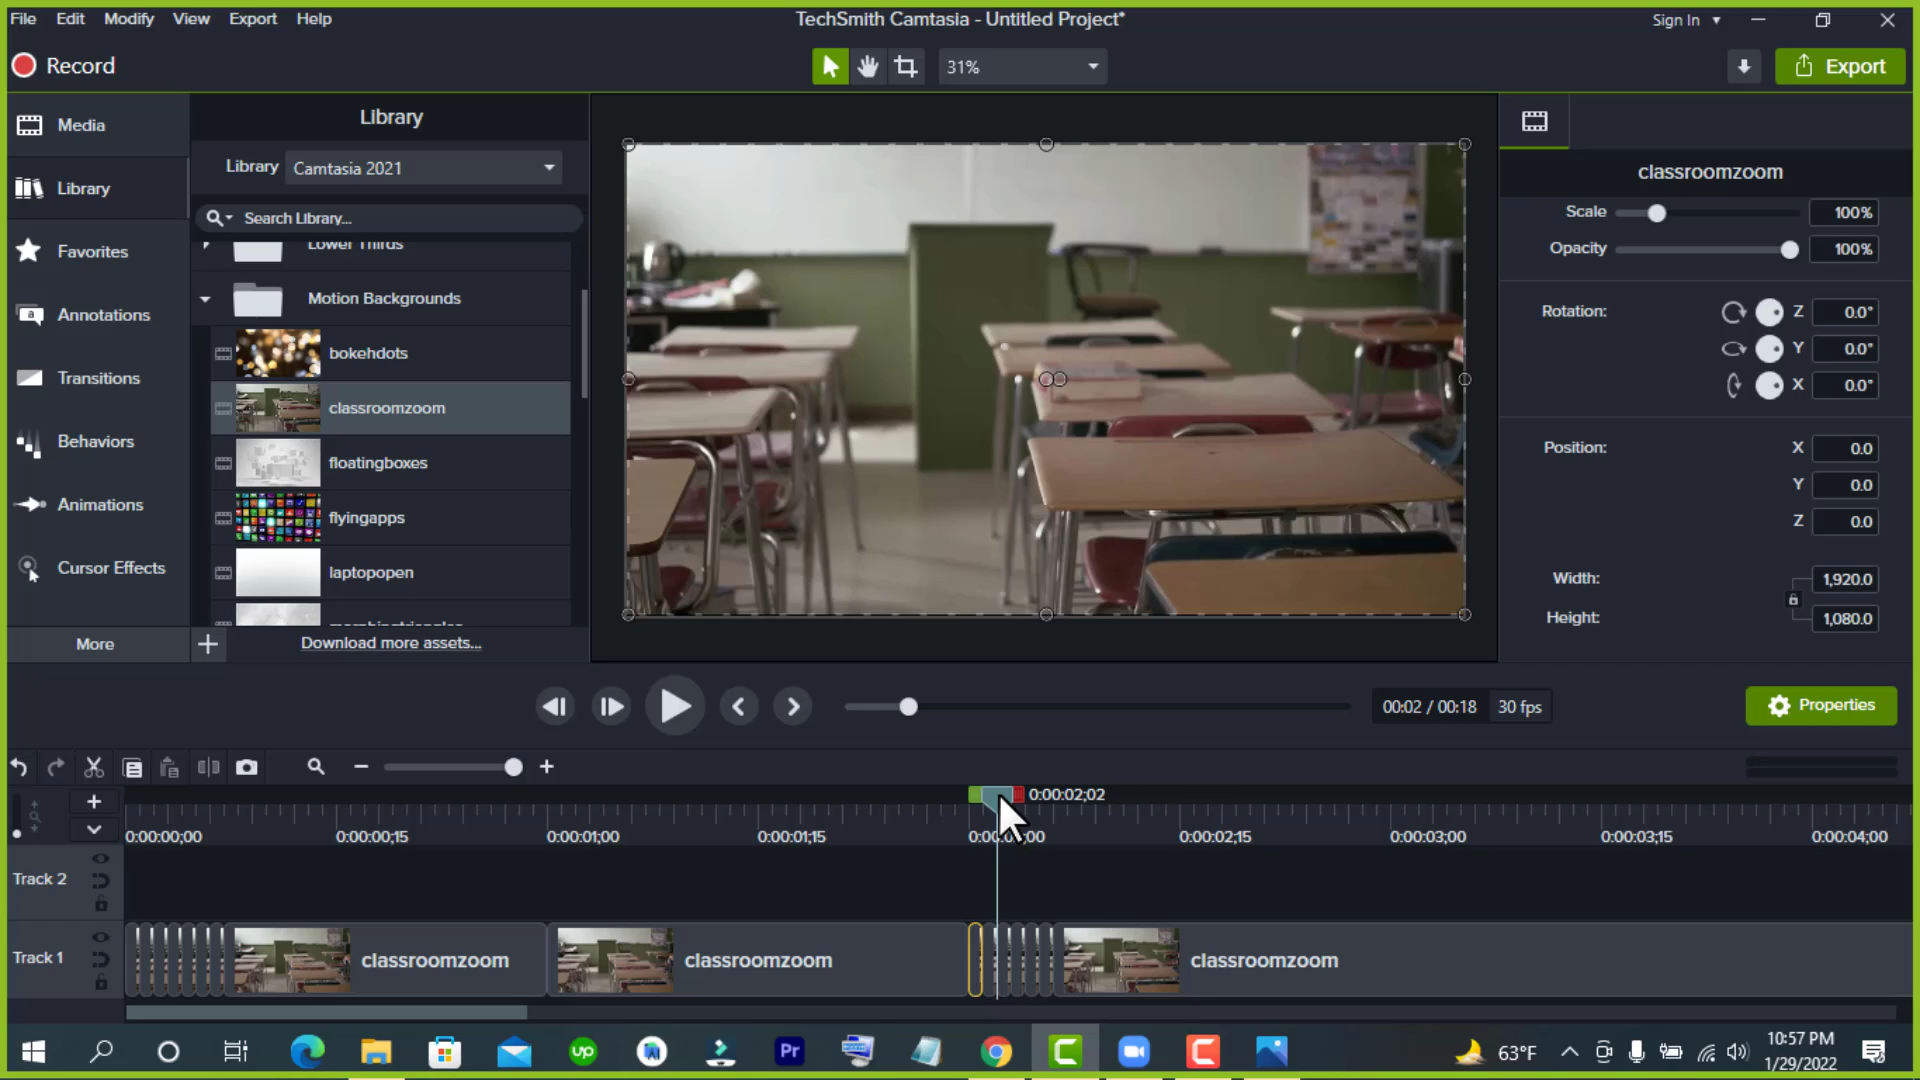 File Edit Modify View Export Help
TechSmith Camtasia - Untitled Project*
Sign In
Record
31%
Export
Media
Library
Favorites
Annotations
Transitions
Behaviors
Animations
Cursor Effects
More
Library
Library Camtasia 2021
Search Library...
Lower Thirds
Motion Backgrounds
bokehdots
classroomzoom
floatingboxes
flyingapps
laptopopen
Download more assets...
classroomzoom
Scale 100%
Opacity 100%
Rotation: Z 0.0°
Y 0.0°
X 0.0°
Position: X 0.0
Y 0.0
Z 0.0
Width: 1,920.0
Height: 1,080.0
00:02 / 00:18 30 fps
Properties
0:00:02;02
0:00:00;00 0:00:00;15 0:00:01;00 0:00:01;15 0:00:02;15 0:00:03;00 0:00:03;15 0:00:04;00
Track 2
Track 1
classroomzoom classroomzoom classroomzoom
up
Pr
63°F
10:57 PM
1/29/2022